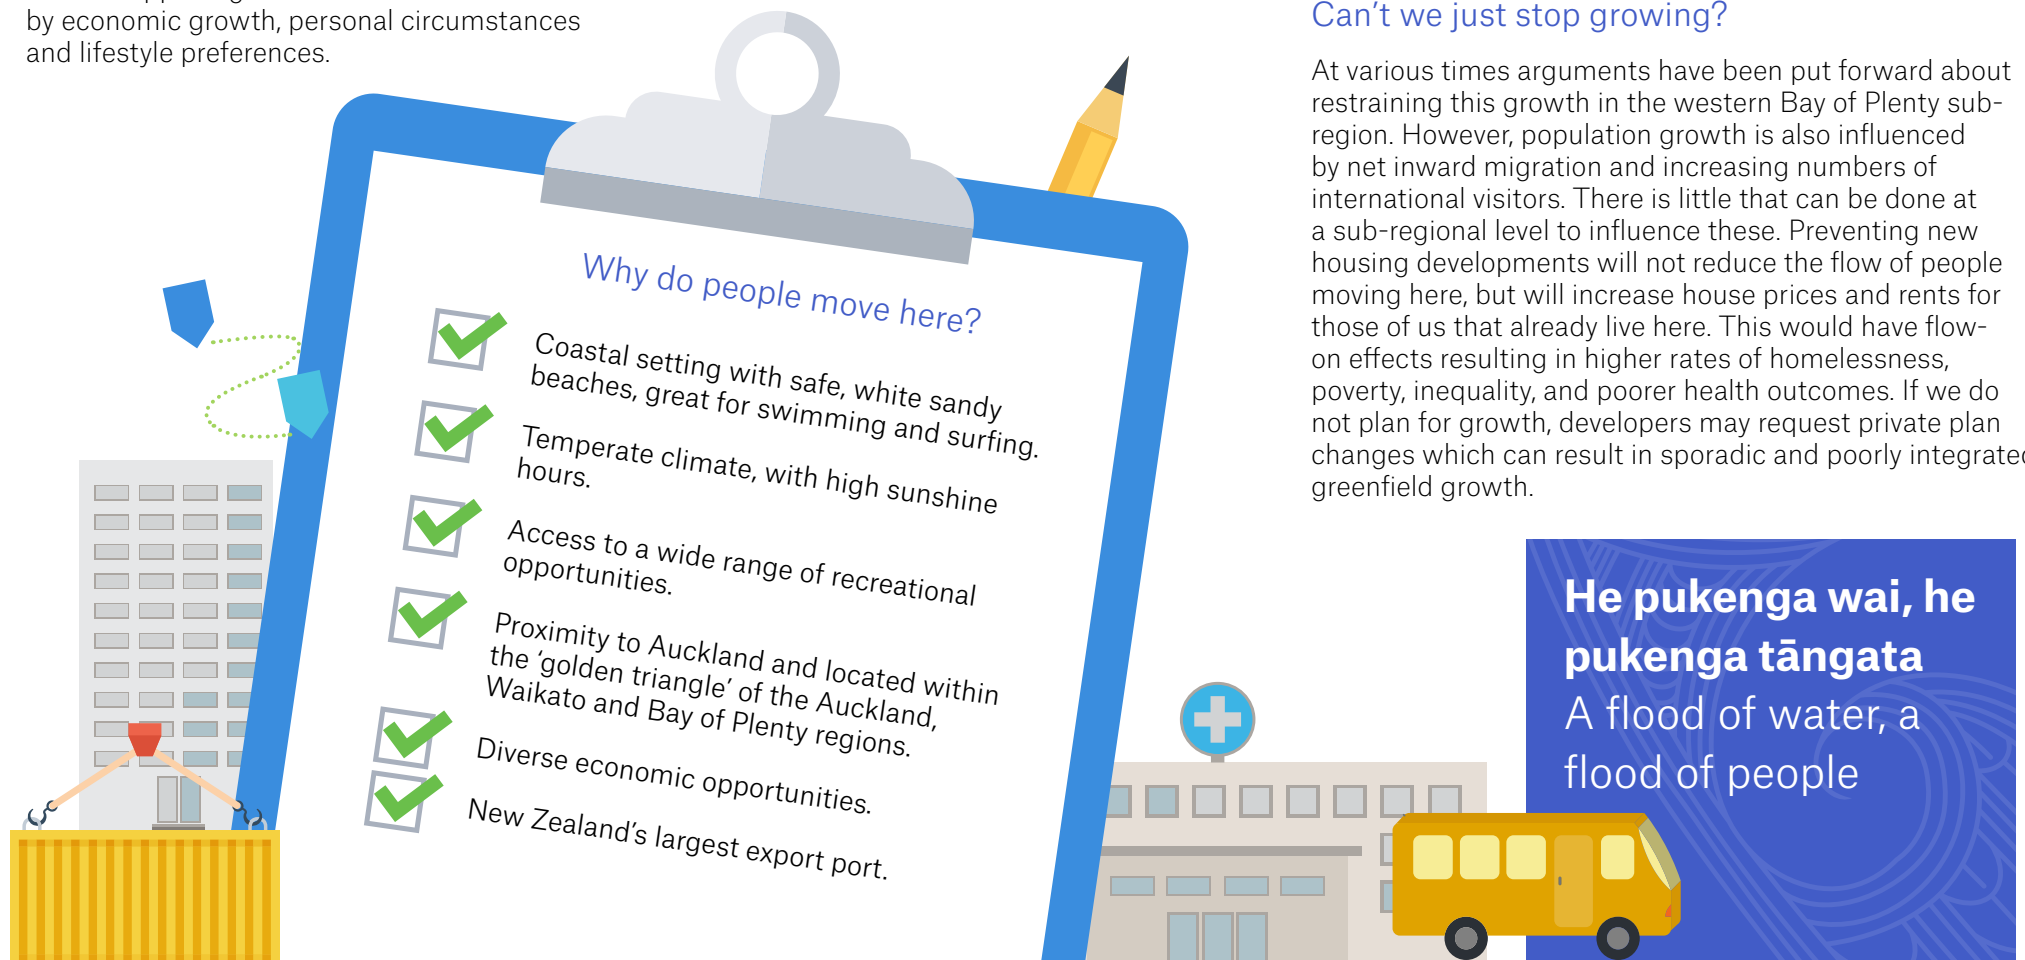 by economic growth, personal circumstances
and lifestyle preferences.
Why do people move here?
Coastal setting with safe, white sandy
beaches, great for swimming and surfing.
Temperate climate, with high sunshine
hours.
Access to a wide range of recreational
opportunities.
Proximity to Auckland and located within
the ‘golden triangle’ of the Auckland,
Waikato and Bay of Plenty regions.
Diverse economic opportunities.
New Zealand’s largest export port.
Can’t we just stop growing?
At various times arguments have been put forward about
restraining this growth in the western Bay of Plenty sub-
region. However, population growth is also influenced
by net inward migration and increasing numbers of
international visitors. There is little that can be done at
a sub-regional level to influence these. Preventing new
housing developments will not reduce the flow of people
moving here, but will increase house prices and rents for
those of us that already live here. This would have flow-
on effects resulting in higher rates of homelessness,
poverty, inequality, and poorer health outcomes. If we do
not plan for growth, developers may request private plan
changes which can result in sporadic and poorly integrated
greenfield growth.
He pukenga wai, he
pukenga tāngata
A flood of water, a
flood of people